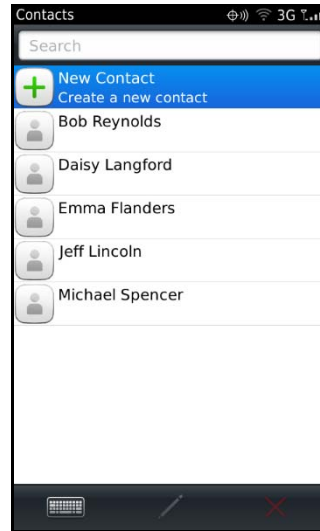 Contacts
3G
Search
New Contact
Create a new contact
Bob Reynolds
Daisy Langford
Emma Flanders
Jeff Lincoln
Michael Spencer